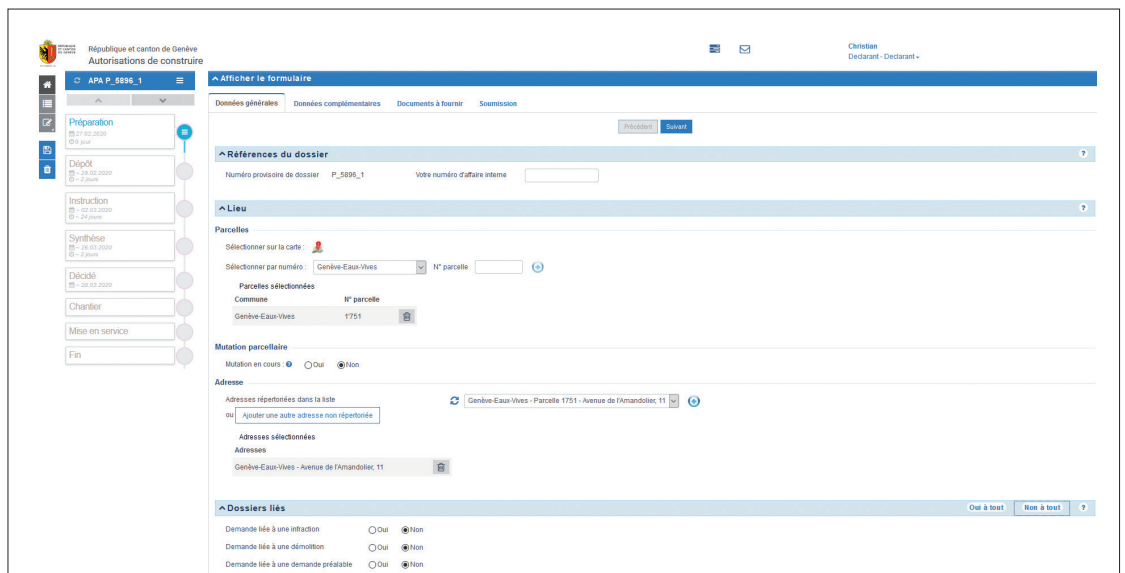 RÉPUBLIQUE
ET CANTON
DE GENÈVE
République et canton de Genève
Autorisations de construire
Christian
Declarant - Declarant
APA P_5896_1
Afficher le formulaire
Données générales Données complémentaires Documents à fournir Soumission
Précédent Suivant
Préparation
27 02 2020
0 jour
Dépôt
~ 28 02 2020
~ 2 jours
Instruction
~ 02 03 2020
~ 24 jours
Synthèse
~ 26 03 2020
~ 2 jours
Décidé
~ 28 03 2020
Chantier
Mise en service
Fin
Références du dossier ?
Numéro provisoire de dossier P_5896_1 Votre numéro d'affaire interne
Lieu ?
Parcelles
Sélectionner sur la carte :
Sélectionner par numéro : Genève-Eaux-Vives N° parcelle
Parcelles sélectionnées
Commune N° parcelle
Genève-Eaux-Vives 1'751
Mutation parcellaire
Mutation en cours : ? Oui Non
Adresse
Adresses répertoriées dans la liste Genève-Eaux-Vives - Parcelle 1751 - Avenue de l'Amandolier, 11
ou Ajouter une autre adresse non répertoriée
Adresses sélectionnées
Adresses
Genève-Eaux-Vives - Avenue de l'Amandolier, 11
Dossiers liés Oui à tout Non à tout ?
Demande liée à une infraction Oui Non
Demande liée à une démolition Oui Non
Demande liée à une demande préalable Oui Non